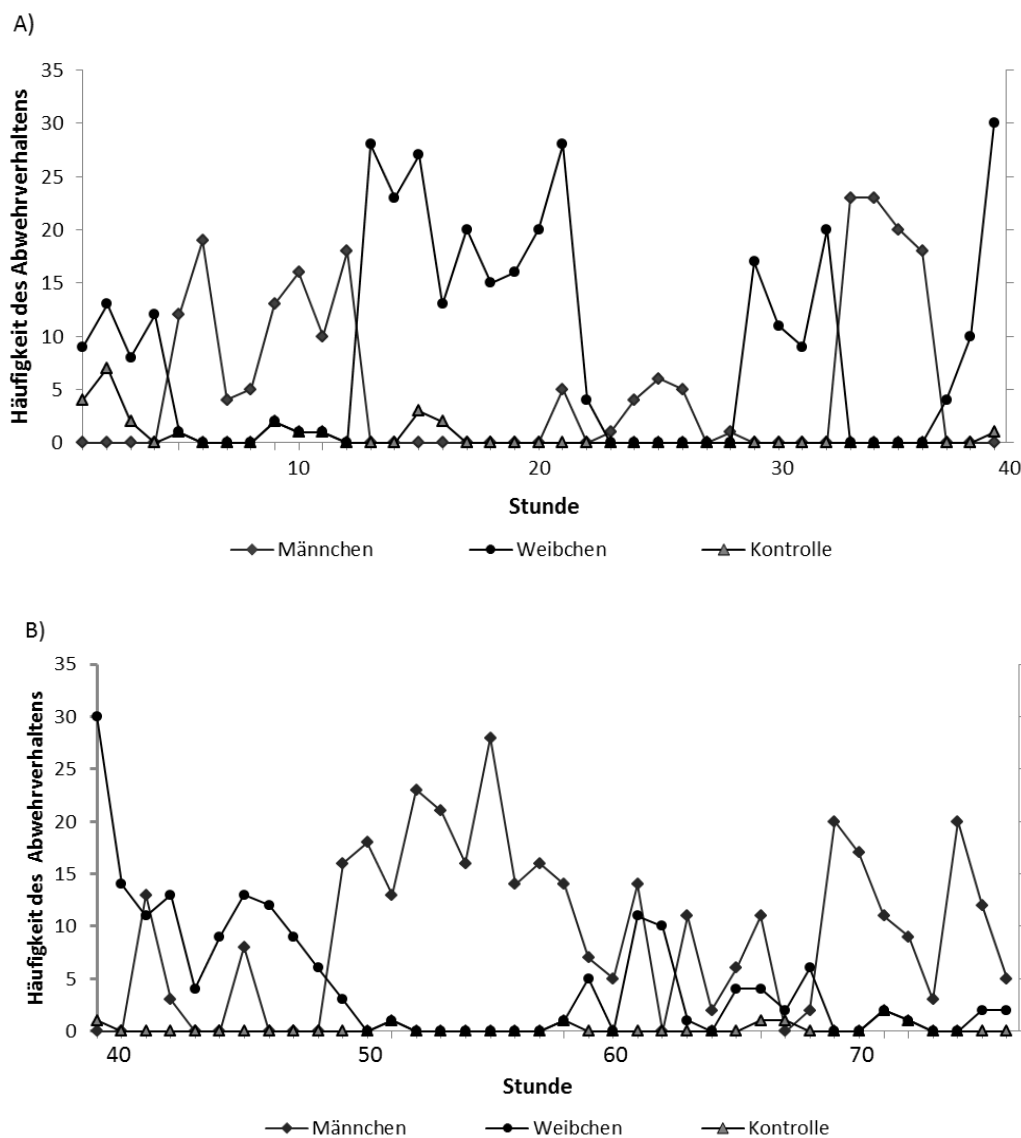 A)
Häufigkeit des Abwehrverhaltens
35
30
25
20
15
10
5
0
10 20 30 40
Stunde
Männchen Weibchen Kontrolle
B)
Häufigkeit des Abwehrverhaltens
35
30
25
20
15
10
5
0
40 50 60 70
Stunde
Männchen Weibchen Kontrolle